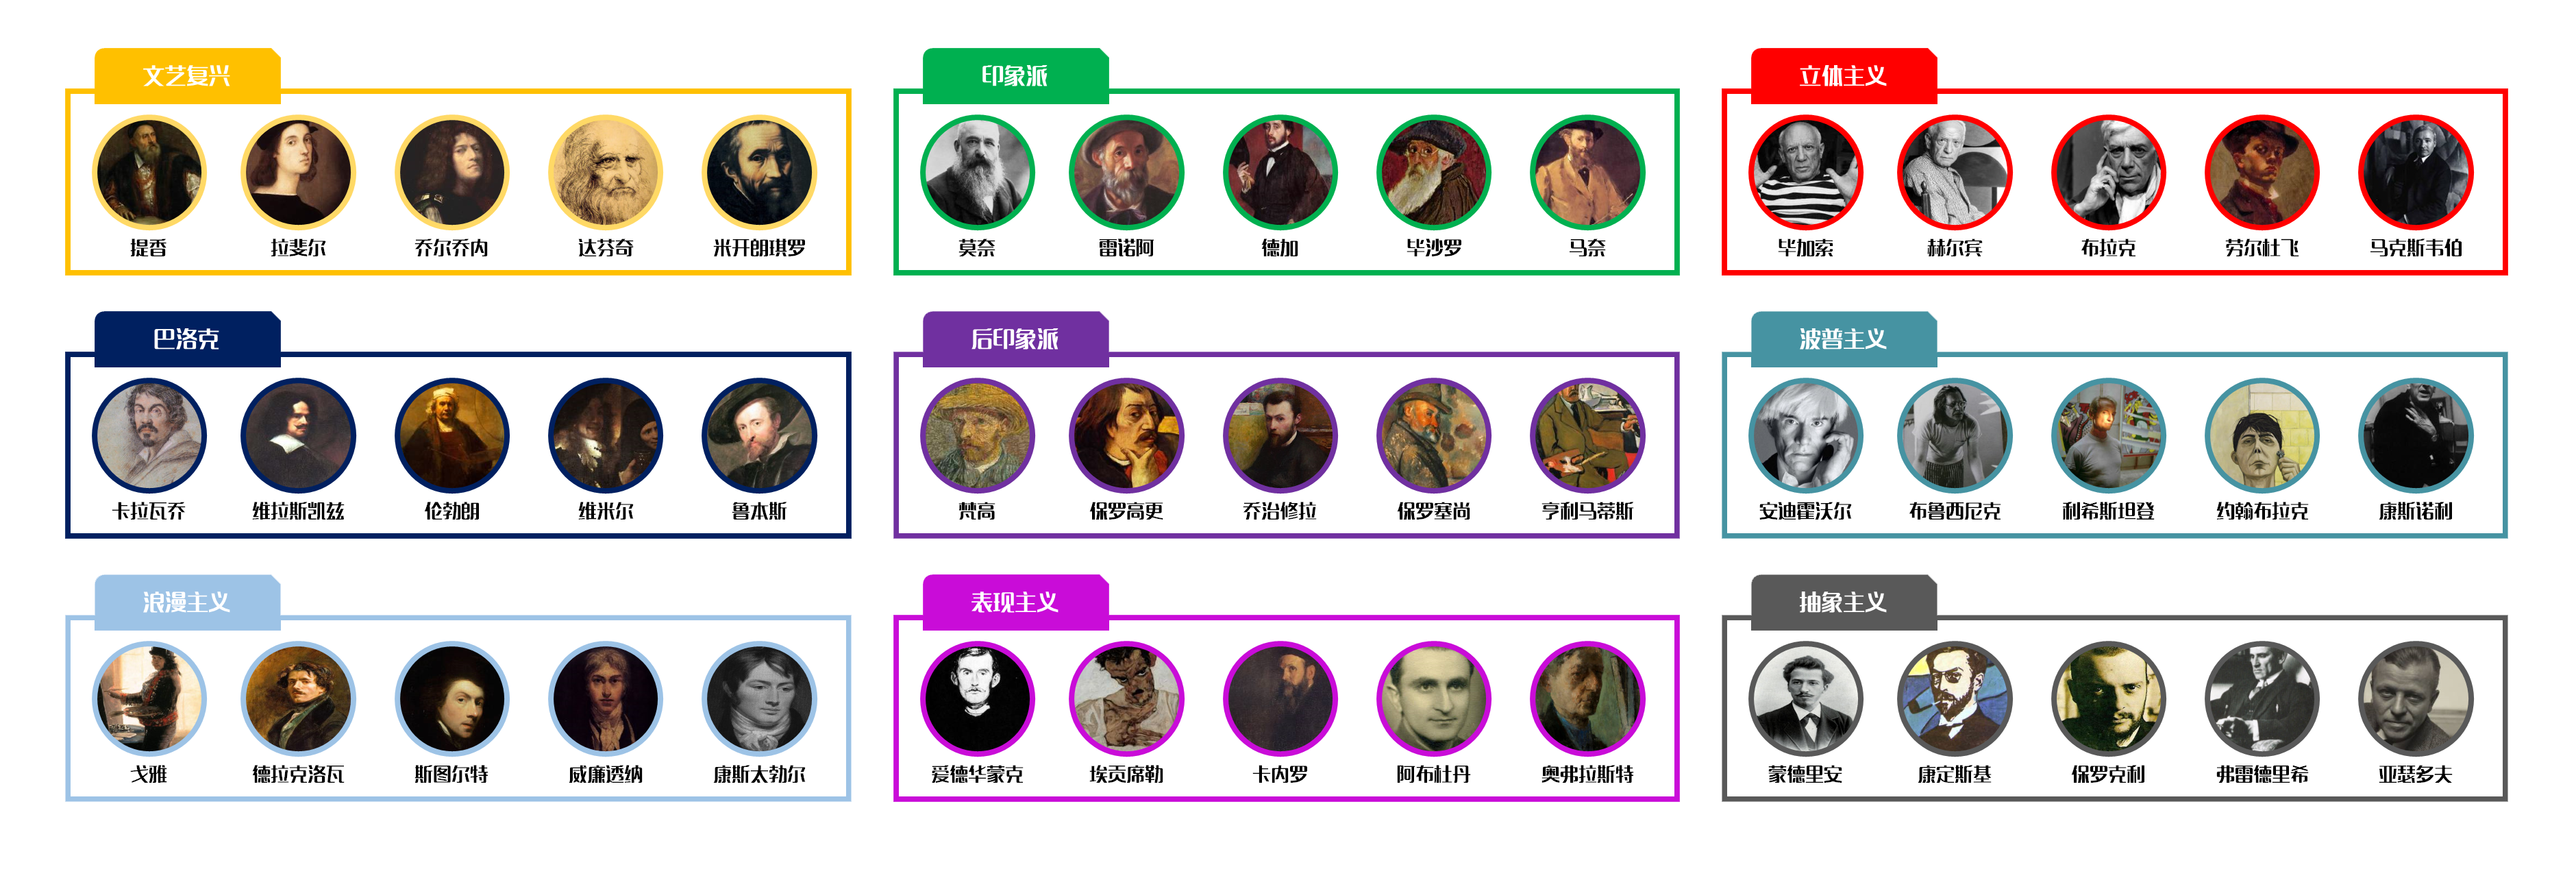 文艺复兴
提香
拉斐尔
乔尔乔内
达芬奇
米开朗琪罗
印象派
莫奈
雷诺阿
德加
毕沙罗
马奈
立体主义
毕加索
赫尔宾
布拉克
劳尔杜飞
马克斯韦伯
巴洛克
卡拉瓦乔
维拉斯凯兹
伦勃朗
维米尔
鲁本斯
后印象派
梵高
保罗高更
乔治修拉
保罗塞尚
亨利马蒂斯
波普主义
安迪霍沃尔
布鲁西尼克
利希斯坦登
约翰布拉克
康斯诺利
浪漫主义
戈雅
德拉克洛瓦
斯图尔特
威廉透纳
康斯太勃尔
表现主义
爱德华蒙克
埃贡席勒
卡内罗
阿布杜丹
奥弗拉斯特
抽象主义
蒙德里安
康定斯基
保罗克利
弗雷德里希
亚瑟多夫